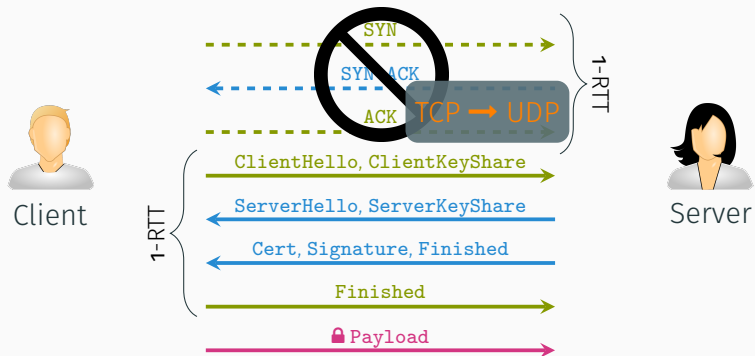 SYN
SYN ACK
TCP → UDP
ACK
1-RTT
ClientHello, ClientKeyShare
Client
Server
ServerHello, ServerKeyShare
1-RTT
Cert, Signature, Finished
Finished
Payload